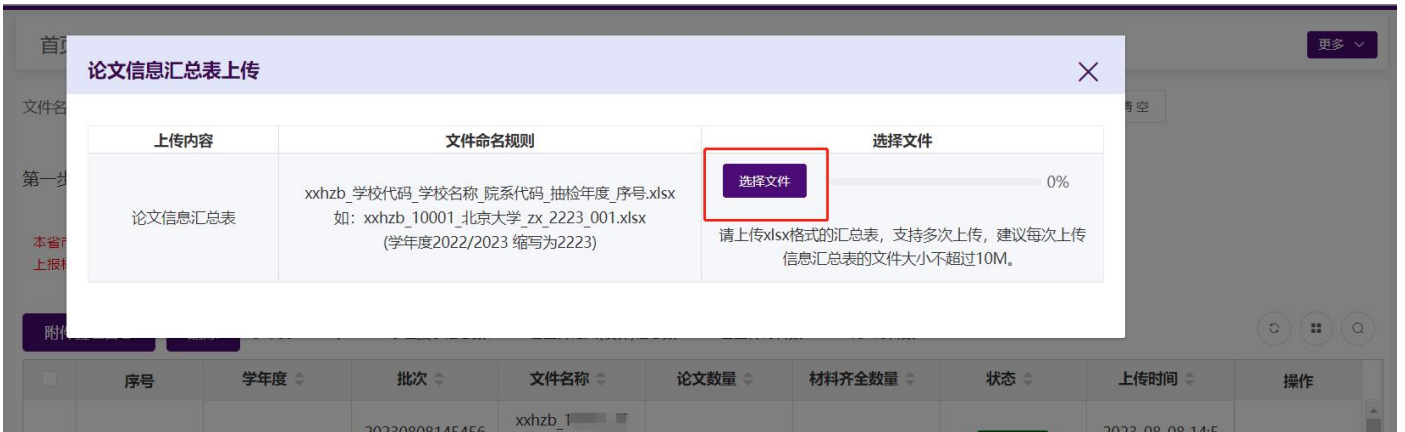 首页
更多
论文信息汇总表上传
文件名
青空
上传内容 文件命名规则 选择文件
第一步
论文信息汇总表
xxhzb_学校代码_学校名称_院系代码_抽检年度_序号.xlsx
如：xxhzb_10001_北京大学_zx_2223_001.xlsx
(学年度2022/2023 缩写为2223)
选择文件 0%
请上传xlsx格式的汇总表，支持多次上传，建议每次上传
信息汇总表的文件大小不超过10M。
本省市
上报
附件
序号 学年度 批次 文件名称 论文数量 材料齐全数量 状态 上传时间 操作
20230808145456 xxhzb_1 2023-08-08 14:5